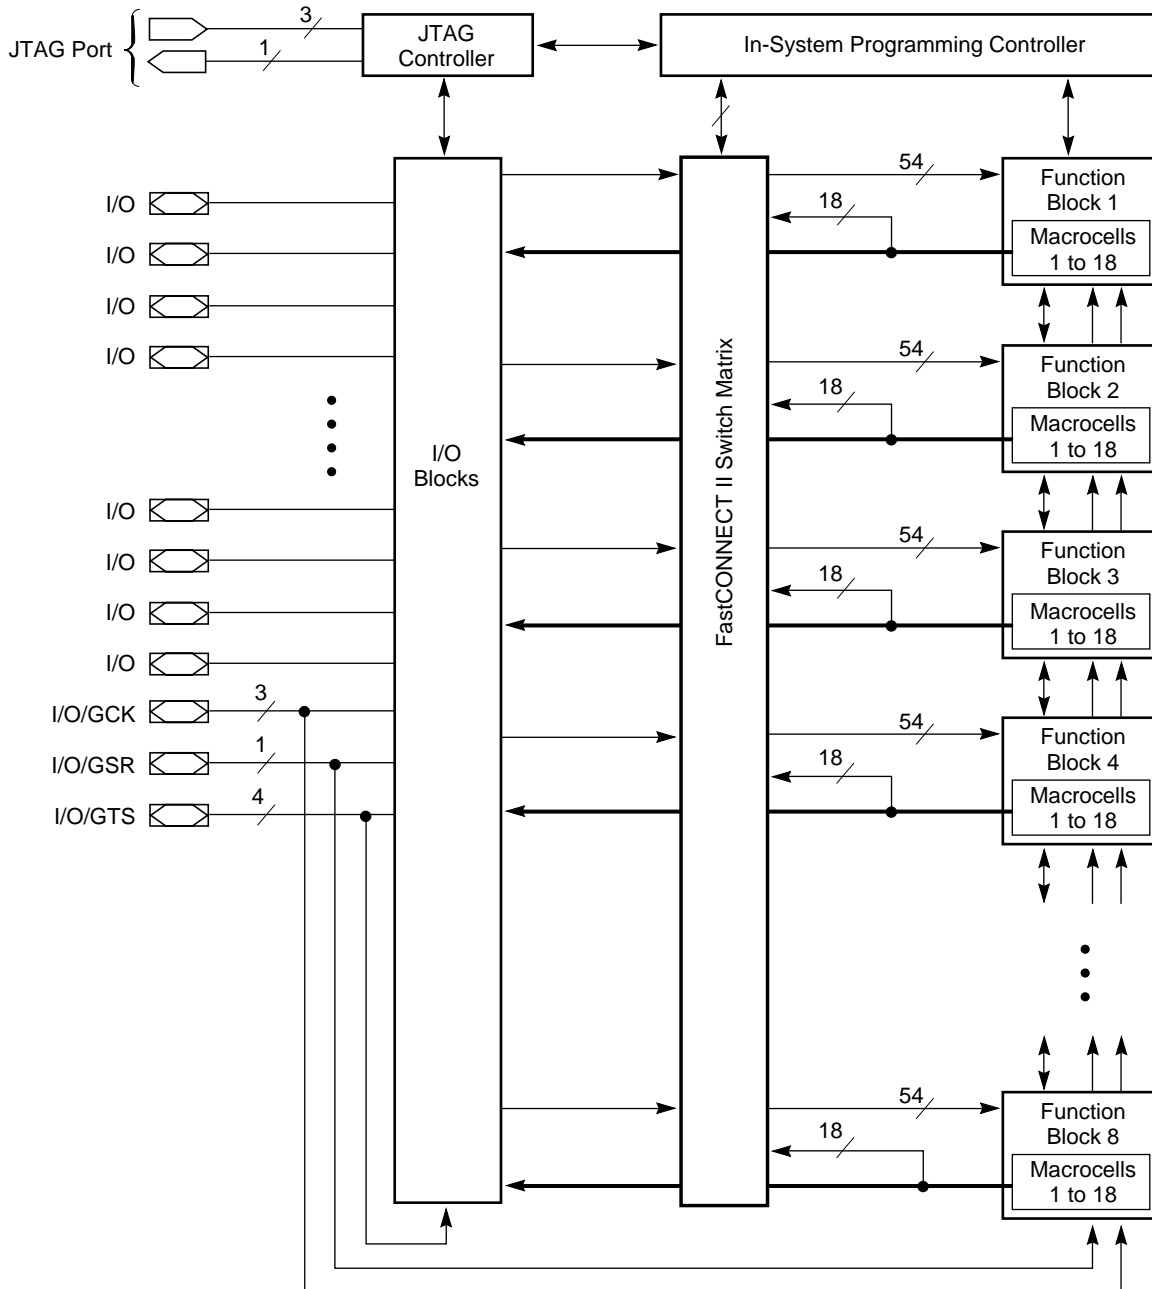 3
JTAG Port
1
JTAG
Controller
In-System Programming Controller
I/O
I/O
I/O
I/O
I/O
I/O
I/O
I/O
I/O/GCK
3
I/O/GSR
1
I/O/GTS
4
I/O
Blocks
FastCONNECT II Switch Matrix
54
18
Function
Block 1
Macrocells
1 to 18
54
18
Function
Block 2
Macrocells
1 to 18
54
18
Function
Block 3
Macrocells
1 to 18
54
18
Function
Block 4
Macrocells
1 to 18
54
18
Function
Block 8
Macrocells
1 to 18